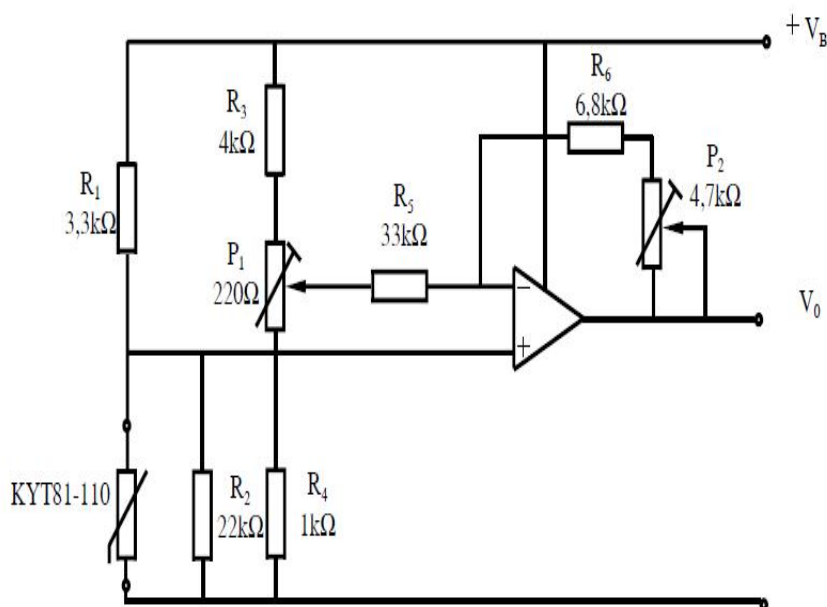 + V_B
R₆
6,8kΩ
R₃
4kΩ
P₂
4,7kΩ
R₁
3,3kΩ
R₅
33kΩ
P₁
220Ω
−
V₀
+
KYT81-110
R₂
22kΩ
R₄
1kΩ